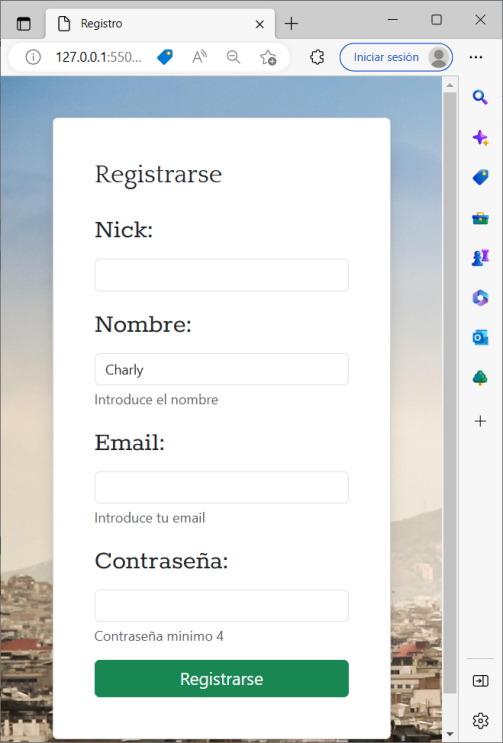 Registro
127.0.0.1:550...
Iniciar sesión
Registrarse
Nick:
Nombre:
Charly
Introduce el nombre
Email:
Introduce tu email
Contraseña:
Contraseña minimo 4
Registrarse